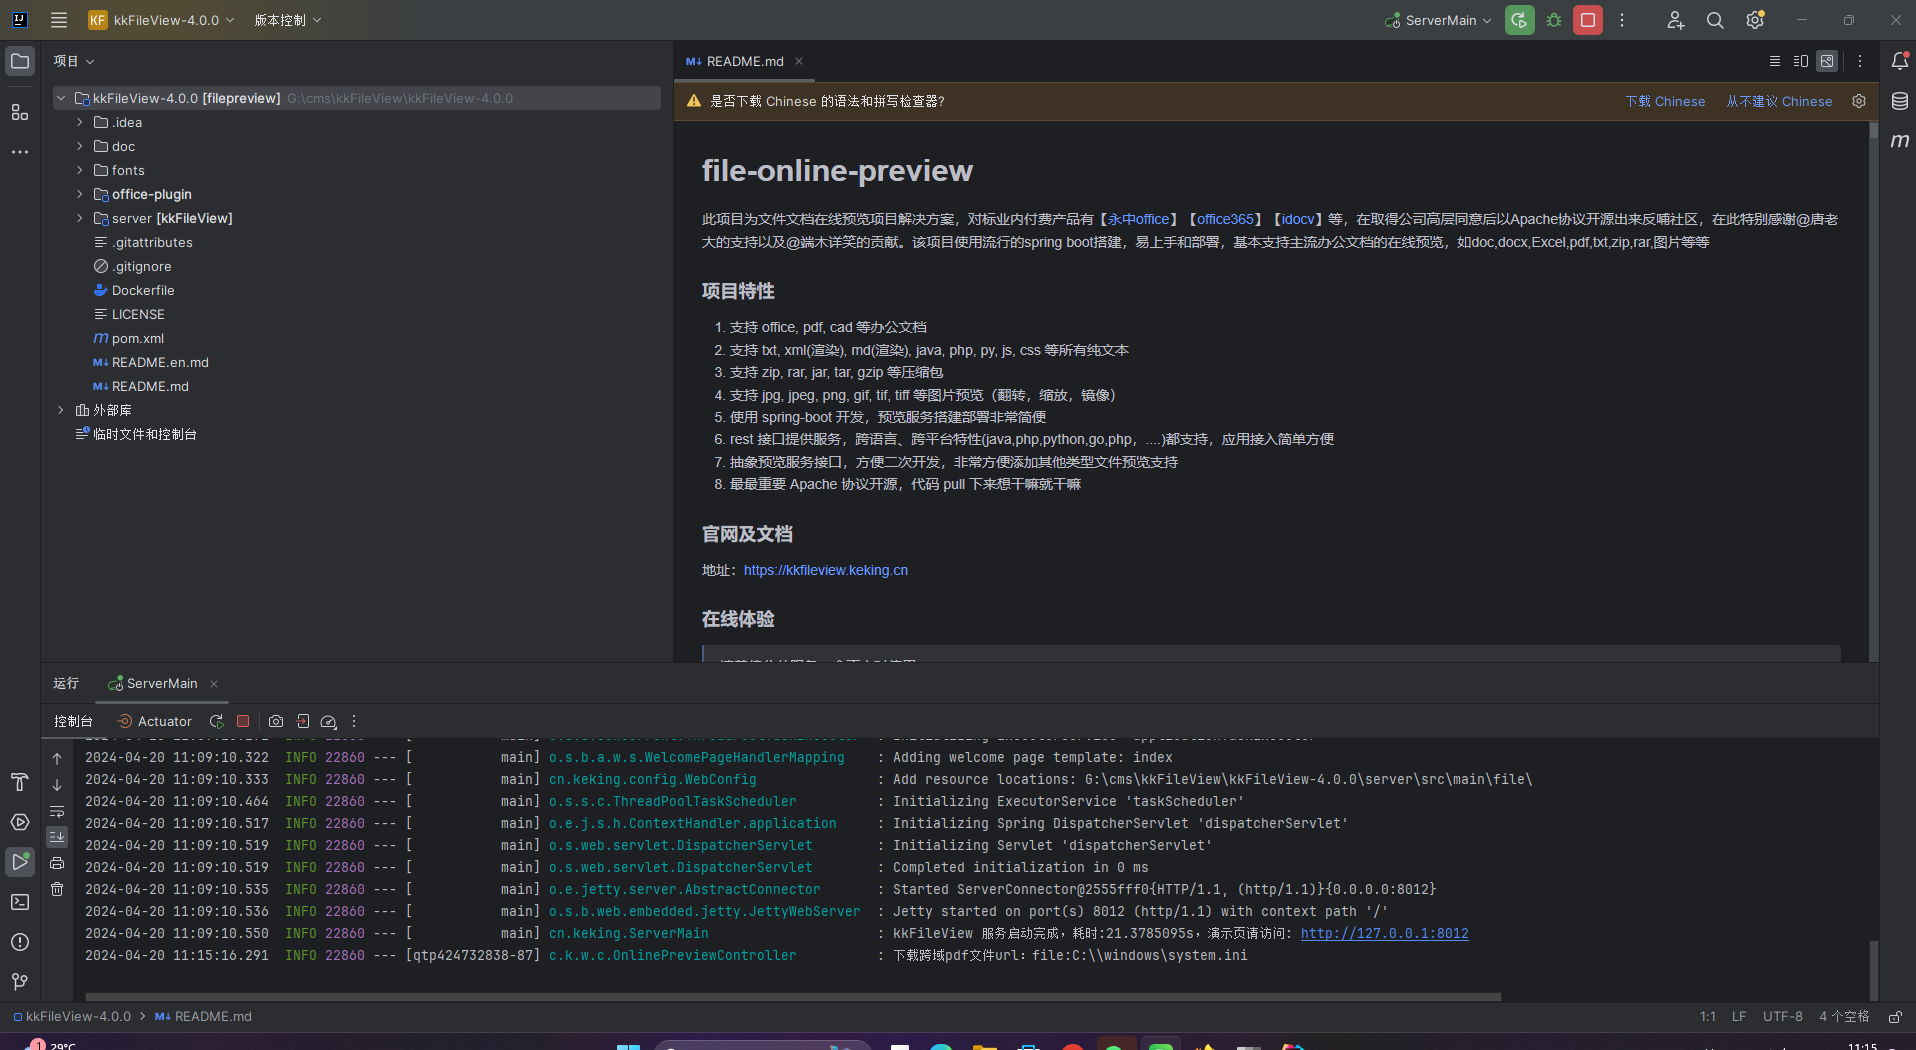 KF kkFileView-4.0.0 版本控制 ServerMain
项目
kkFileView-4.0.0 [filepreview] G:\cms\kkFileView\kkFileView-4.0.0
.idea
doc
fonts
office-plugin
server [kkFileView]
.gitattributes
.gitignore
Dockerfile
LICENSE
m pom.xml
M↓ README.en.md
M↓ README.md
外部库
临时文件和控制台
M↓ README.md
是否下载 Chinese 的语法和拼写检查器? 下载 Chinese 从不建议 Chinese
m
file-online-preview
此项目为文件文档在线预览项目解决方案，对标业内付费产品有【永中office】【office365】【idocv】等，在取得公司高层同意后以Apache协议开源出来反哺社区，在此特别感谢@唐老
大的支持以及@端木详笑的贡献。该项目使用流行的spring boot搭建，易上手和部署，基本支持主流办公文档的在线预览，如doc,docx,Excel,pdf,txt,zip,rar,图片等等
项目特性
1. 支持 office, pdf, cad 等办公文档
2. 支持 txt, xml(渲染), md(渲染), java, php, py, js, css 等所有纯文本
3. 支持 zip, rar, jar, tar, gzip 等压缩包
4. 支持 jpg, jpeg, png, gif, tif, tiff 等图片预览（翻转，缩放，镜像）
5. 使用 spring-boot 开发，预览服务搭建部署非常简便
6. rest 接口提供服务，跨语言、跨平台特性(java,php,python,go,php，....)都支持，应用接入简单方便
7. 抽象预览服务接口，方便二次开发，非常方便添加其他类型文件预览支持
8. 最最重要 Apache 协议开源，代码 pull 下来想干嘛就干嘛
官网及文档
地址：https://kkfileview.keking.cn
在线体验
运行 ServerMain
控制台 Actuator
2024-04-20 11:09:10.322 INFO 22860 --- [ main] o.s.b.a.w.s.WelcomePageHandlerMapping : Adding welcome page template: index
2024-04-20 11:09:10.333 INFO 22860 --- [ main] cn.keking.config.WebConfig : Add resource locations: G:\cms\kkFileView\kkFileView-4.0.0\server\src\main\file\
2024-04-20 11:09:10.464 INFO 22860 --- [ main] o.s.s.c.ThreadPoolTaskScheduler : Initializing ExecutorService 'taskScheduler'
2024-04-20 11:09:10.517 INFO 22860 --- [ main] o.e.j.s.h.ContextHandler.application : Initializing Spring DispatcherServlet 'dispatcherServlet'
2024-04-20 11:09:10.519 INFO 22860 --- [ main] o.s.web.servlet.DispatcherServlet : Initializing Servlet 'dispatcherServlet'
2024-04-20 11:09:10.519 INFO 22860 --- [ main] o.s.web.servlet.DispatcherServlet : Completed initialization in 0 ms
2024-04-20 11:09:10.535 INFO 22860 --- [ main] o.e.jetty.server.AbstractConnector : Started ServerConnector@2555fff0{HTTP/1.1, (http/1.1)}{0.0.0.0:8012}
2024-04-20 11:09:10.536 INFO 22860 --- [ main] o.s.b.web.embedded.jetty.JettyWebServer : Jetty started on port(s) 8012 (http/1.1) with context path '/'
2024-04-20 11:09:10.550 INFO 22860 --- [ main] cn.keking.ServerMain : kkFileView 服务启动完成，耗时:21.3785095s，演示页请访问: http://127.0.0.1:8012
2024-04-20 11:15:16.291 INFO 22860 --- [qtp424732838-87] c.k.w.c.OnlinePreviewController : 下载跨域pdf文件url：file:C:\\windows\system.ini
kkFileView-4.0.0 > M↓ README.md 1:1 LF UTF-8 4 个空格
1 29°C 11:15